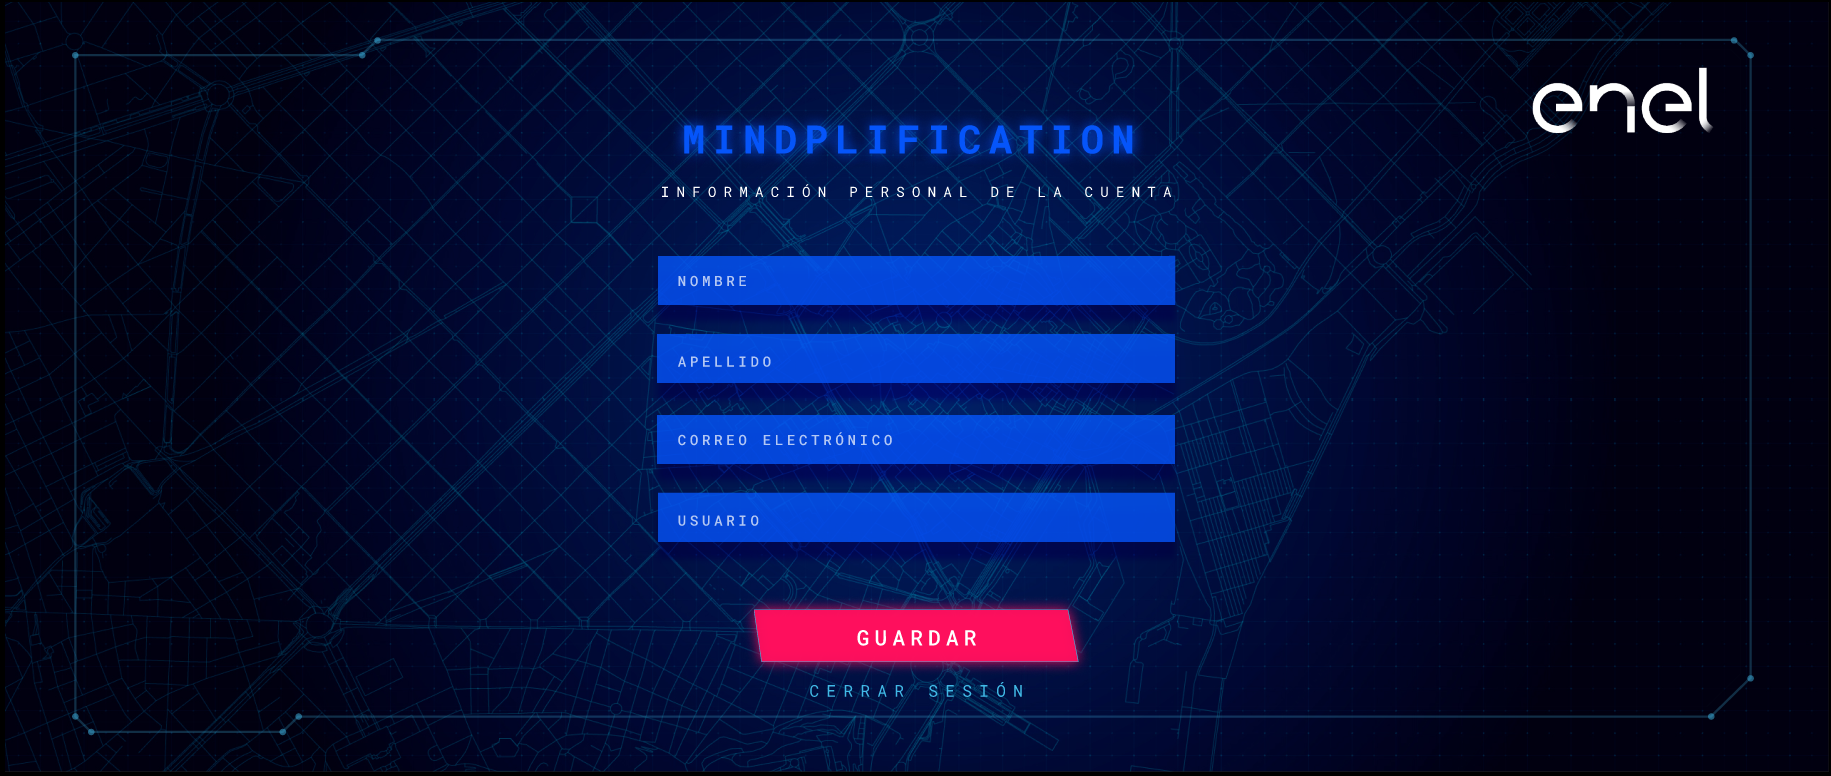 enel
MINDPLIFICATION
INFORMACIÓN PERSONAL DE LA CUENTA
NOMBRE
APELLIDO
CORREO ELECTRÓNICO
USUARIO
GUARDAR
CERRAR SESIÓN